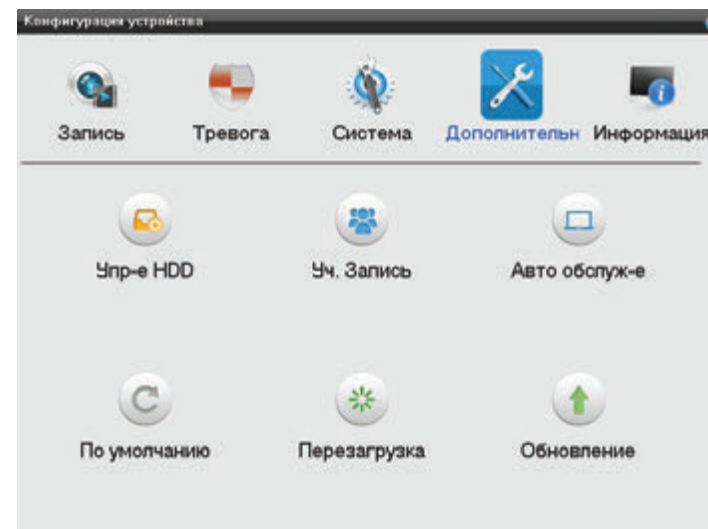 Конфигурация устройства
Запись Тревога Система Дополнительн Информация
Упр-е HDD Уч. Запись Авто обслуж-е
По умолчанию Перезагрузка Обновление